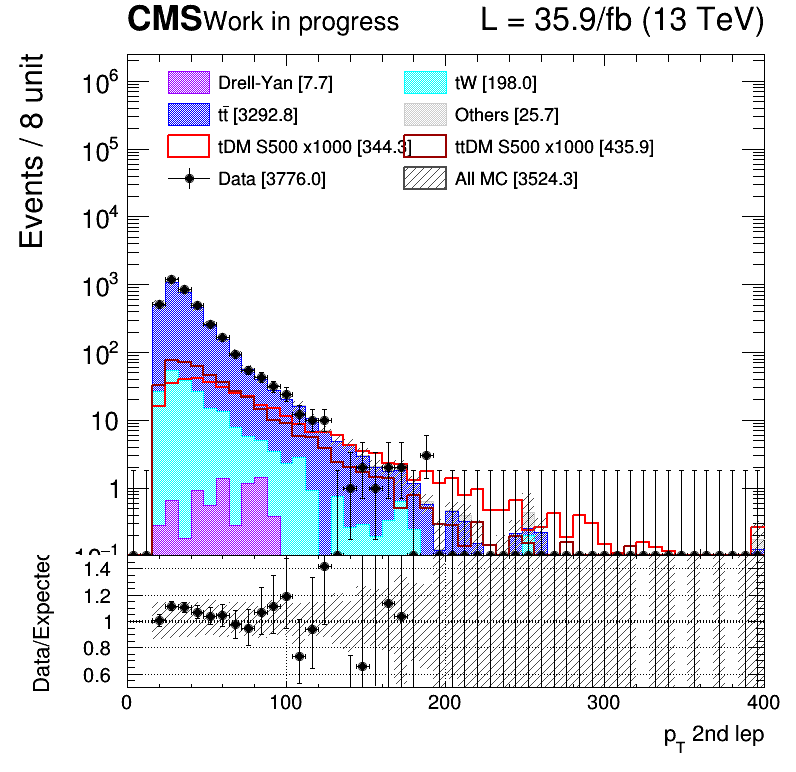 CMS Work in progress L = 35.9/fb (13 TeV)
Events / 8 unit
Drell-Yan [7.7] tW [198.0]
tt̄ [3292.8] Others [25.7]
tDM S500 x1000 [344.3] ttDM S500 x1000 [435.9]
Data [3776.0] All MC [3524.3]
10⁶
10⁵
10⁴
10³
10²
10
1
10⁻¹
Data/Expected
1.4
1.2
1
0.8
0.6
0 100 200 300 400
p_T 2nd lep